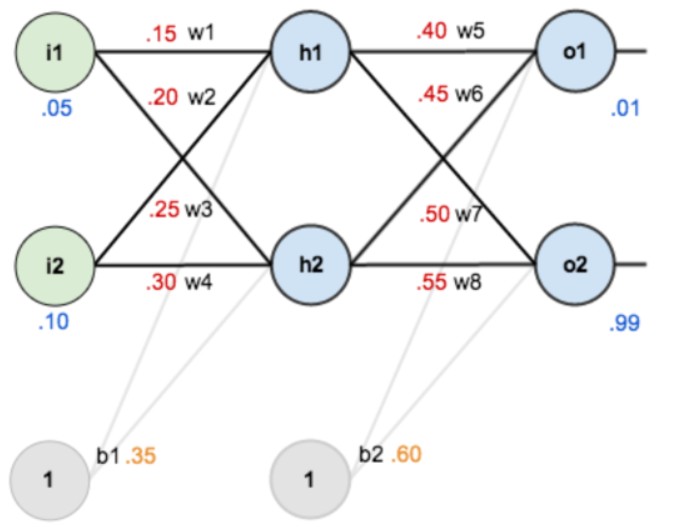 i1 .15 w1 h1 .40 w5 o1
.20 w2 .45 w6
.05 .01
.25 w3 .50 w7
i2 h2 o2
.30 w4 .55 w8
.10 .99
b1 .35 b2 .60
1 1